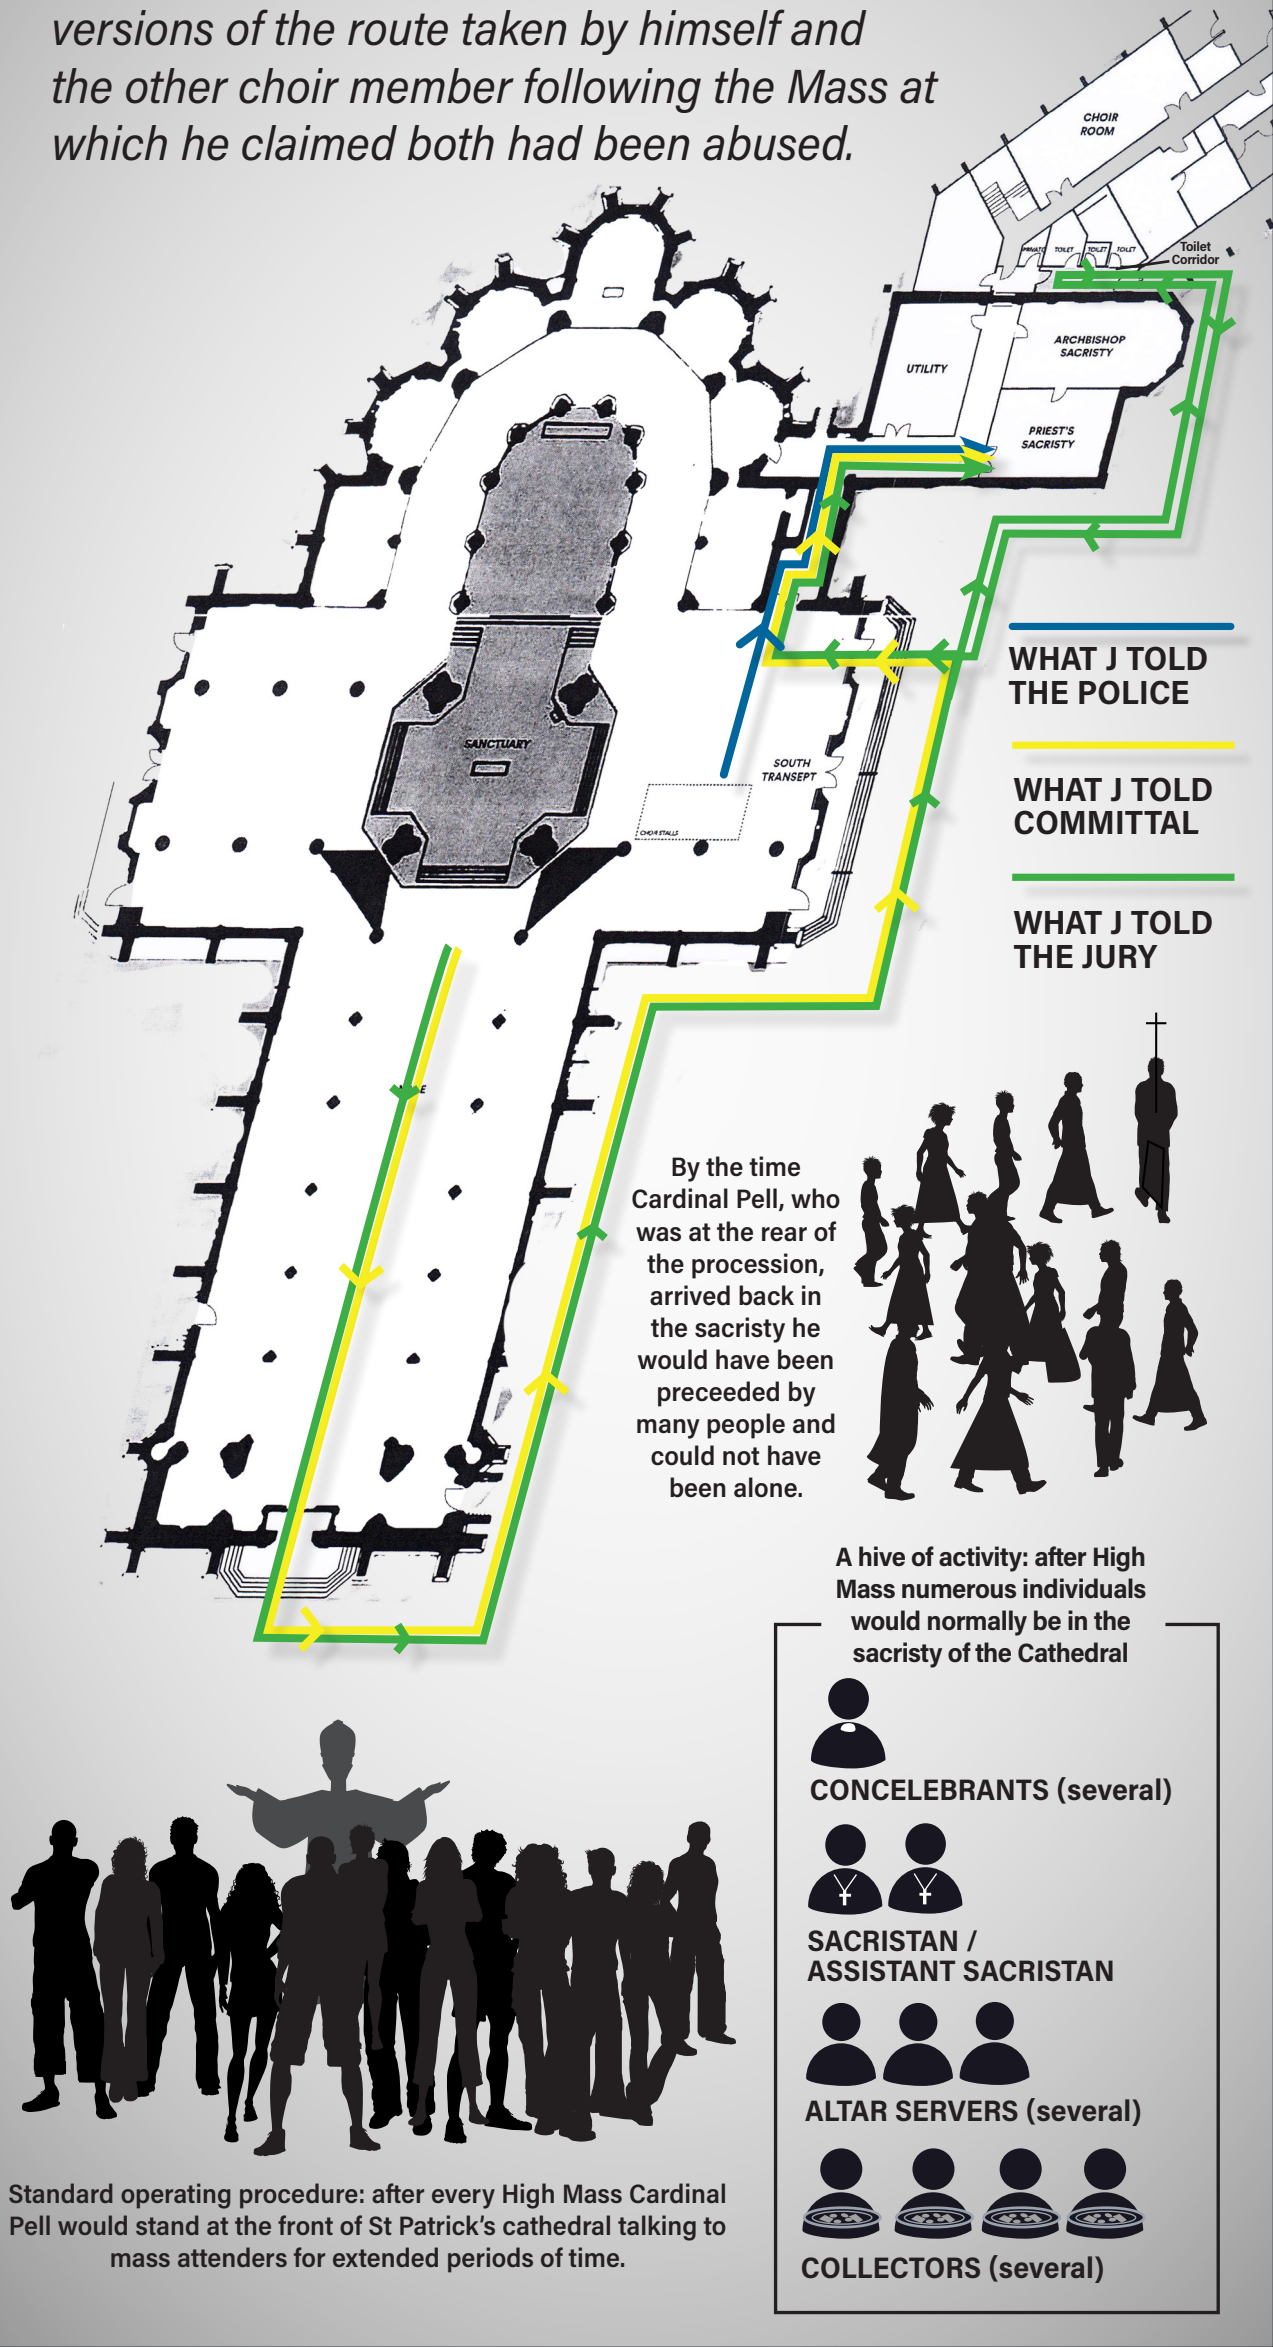 versions of the route taken by himself and
the other choir member following the Mass at
which he claimed both had been abused.
CHOIR
ROOM
PRIVATE
TOILET
TOILET
TOILET
Toilet
Corridor
ARCHBISHOP
SACRISTY
UTILITY
PRIEST'S
SACRISTY
WHAT J TOLD
THE POLICE
SANCTUARY
SOUTH
TRANSEPT
WHAT J TOLD
COMMITTAL
CHOIR STALLS
WHAT J TOLD
THE JURY
By the time
Cardinal Pell, who
was at the rear of
the procession,
arrived back in
the sacristy he
would have been
preceeded by
many people and
could not have
been alone.
A hive of activity: after High
Mass numerous individuals
would normally be in the
sacristy of the Cathedral
CONCELEBRANTS (several)
SACRISTAN /
ASSISTANT SACRISTAN
ALTAR SERVERS (several)
COLLECTORS (several)
Standard operating procedure: after every High Mass Cardinal
Pell would stand at the front of St Patrick's cathedral talking to
mass attenders for extended periods of time.